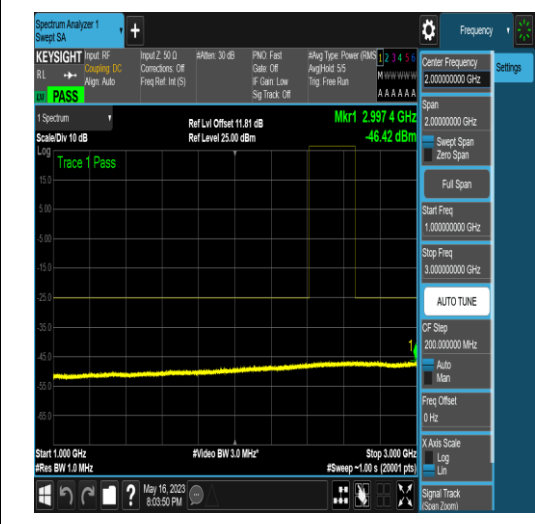 Spectrum Analyzer 1
Swept SA
Frequency
KEYSIGHT
Input: RF
Coupling: DC
Align: Auto
RL
PASS
Input Z: 50 Ω
Corrections: Off
Freq Ref: Int (S)
#Atten: 30 dB
PNO: Fast
Gate: Off
IF Gain: Low
Sig Track: Off
#Avg Type: Power (RMS
Avg|Hold: 5/5
Trig: Free Run
1 2 3 4 5 6
M W W W W W
A A A A A A
1 Spectrum
Scale/Div 10 dB
Ref Lvl Offset 11.81 dB
Ref Level 25.00 dBm
Mkr1 2.997 4 GHz
-46.42 dBm
Log
Trace 1 Pass
15.0
5.00
-5.00
-15.0
-25.0
-35.0
-45.0
-55.0
-65.0
1
Start 1.000 GHz
#Res BW 1.0 MHz
#Video BW 3.0 MHz*
Stop 3.000 GHz
#Sweep ~1.00 s (20001 pts)
May 16, 2023
8:03:50 PM
?
Center Frequency
2.000000000 GHz
Settings
Span
2.00000000 GHz
Swept Span
Zero Span
Full Span
Start Freq
1.000000000 GHz
Stop Freq
3.000000000 GHz
AUTO TUNE
CF Step
200.000000 MHz
Auto
Man
Freq Offset
0 Hz
X Axis Scale
Log
Lin
Signal Track
(Span Zoom)